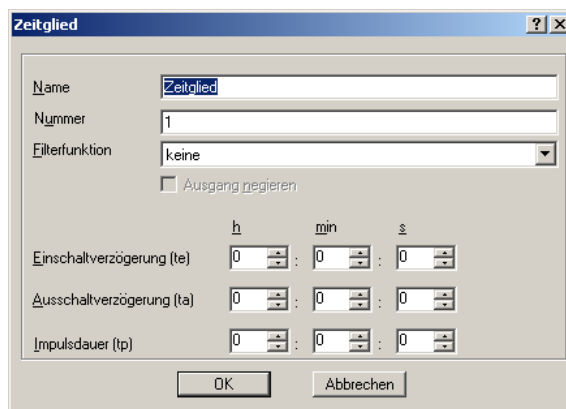 Zeitglied
Name Zeitglied
Nummer 1
Filterfunktion keine
Ausgang negieren
h min s
Einschaltverzögerung (te) 0 : 0 : 0
Ausschaltverzögerung (ta) 0 : 0 : 0
Impulsdauer (tp) 0 : 0 : 0
OK Abbrechen